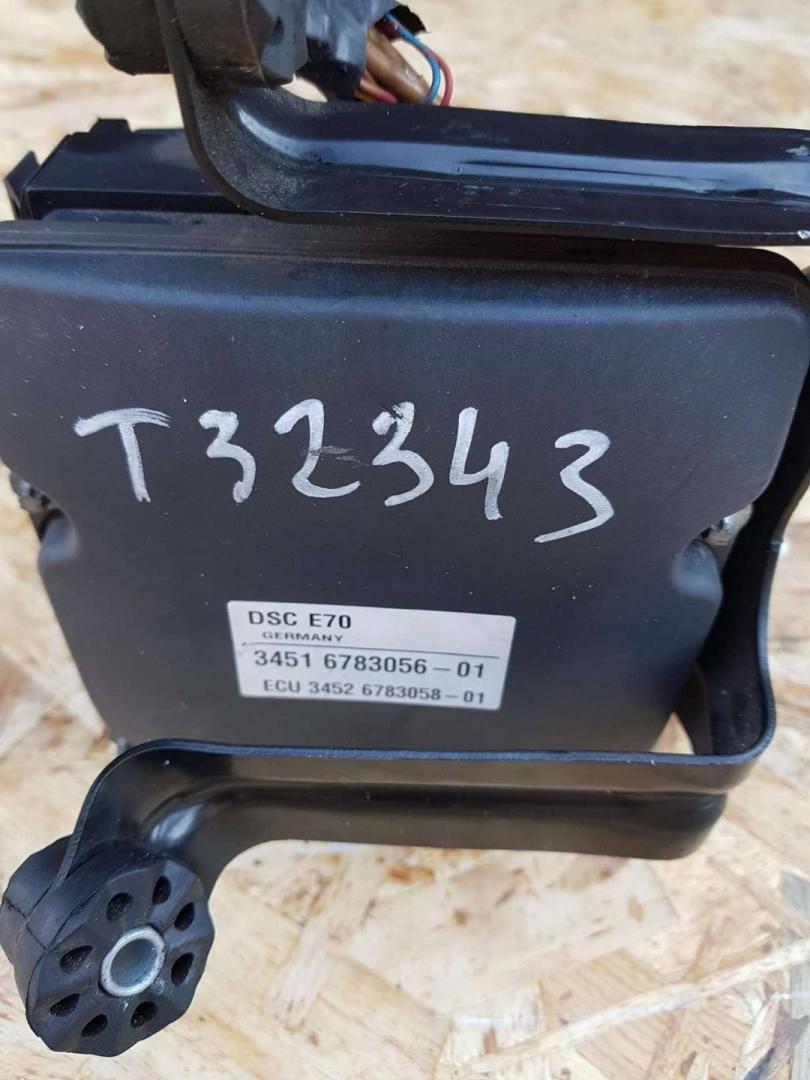 T32343
DSC E70
GERMANY
3451 6783056-01
ECU 3452 6783058-01